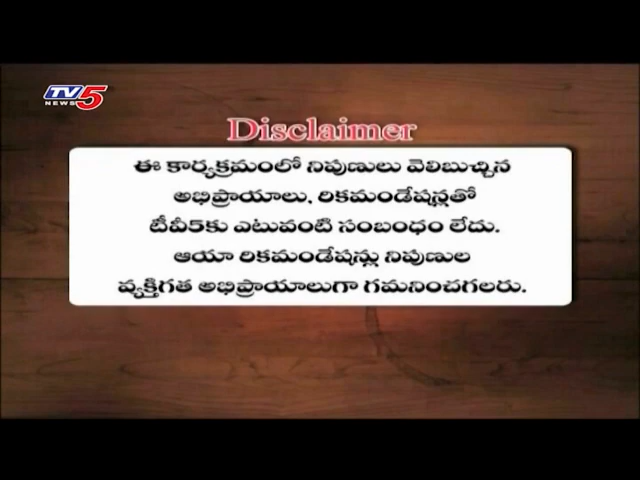 TV5
NEWS
Disclaimer
ఈ కార్యక్రమంలో నిపుణులు వెలిబుచ్చిన
అభిప్రాయాలు, రికమండేషన్లతో
టీవీ5కు ఎటువంటి సంబంధం లేదు.
ఆయా రికమండేషన్లు నిపుణుల
వ్యక్తిగత అభిప్రాయాలుగా గమనించగలరు.